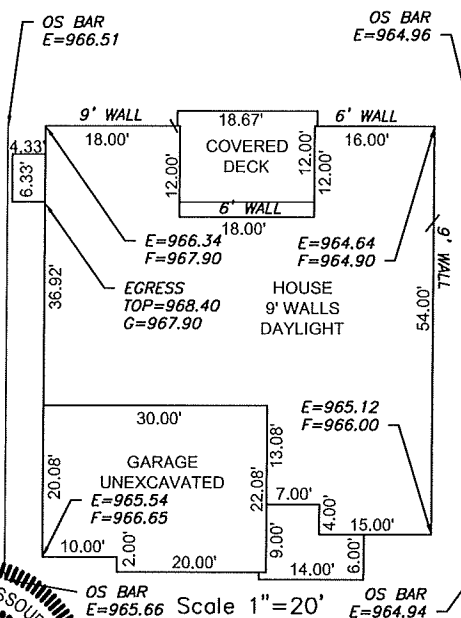 OS BAR
E=966.51
OS BAR
E=964.96
9' WALL
18.00'
18.67'
6' WALL
16.00'
COVERED
DECK
12.00'
12.00'
12.00'
4.33'
6.33'
6' WALL
18.00'
9' WALL
E=966.34
F=967.90
E=964.64
F=964.90
EGRESS
TOP=968.40
G=967.90
HOUSE
9' WALLS
DAYLIGHT
36.92'
54.00'
30.00'
E=965.12
F=966.00
20.08'
GARAGE
UNEXCAVATED
13.08'
22.08'
E=965.54
F=966.65
7.00'
4.00'
15.00'
10.00'
2.00'
20.00'
9.00'
6.00'
14.00'
OS BAR
E=965.66
Scale 1"=20'
OS BAR
E=964.94